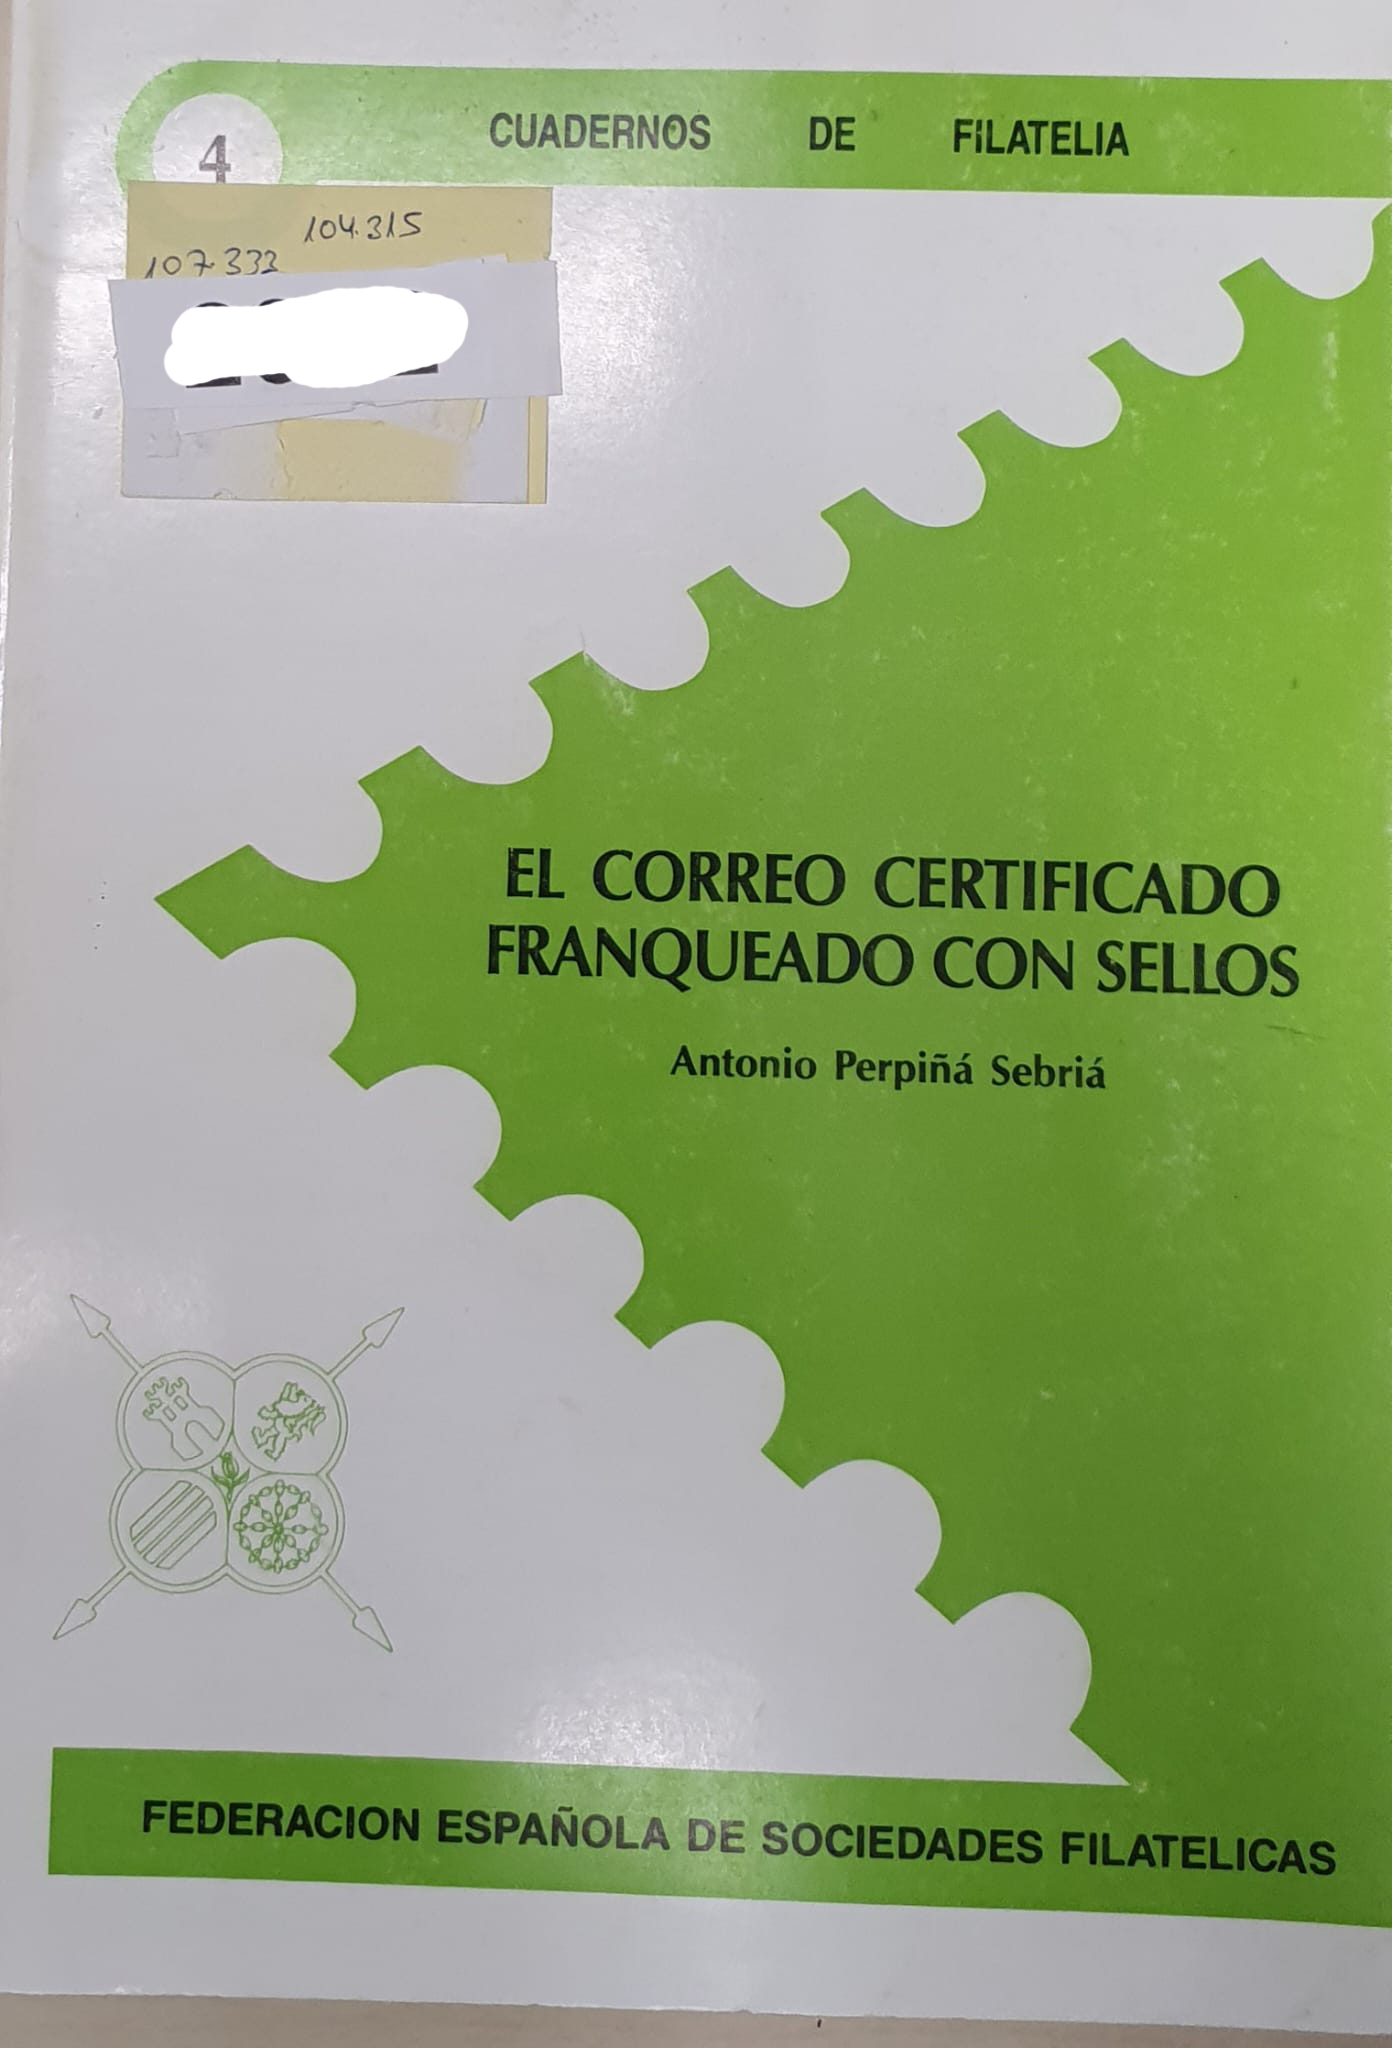 CUADERNOS DE FILATELIA
4
104.315
107.333
EL CORREO CERTIFICADO
FRANQUEADO CON SELLOS
Antonio Perpiñá Sebriá
FEDERACION ESPAÑOLA DE SOCIEDADES FILATELICAS